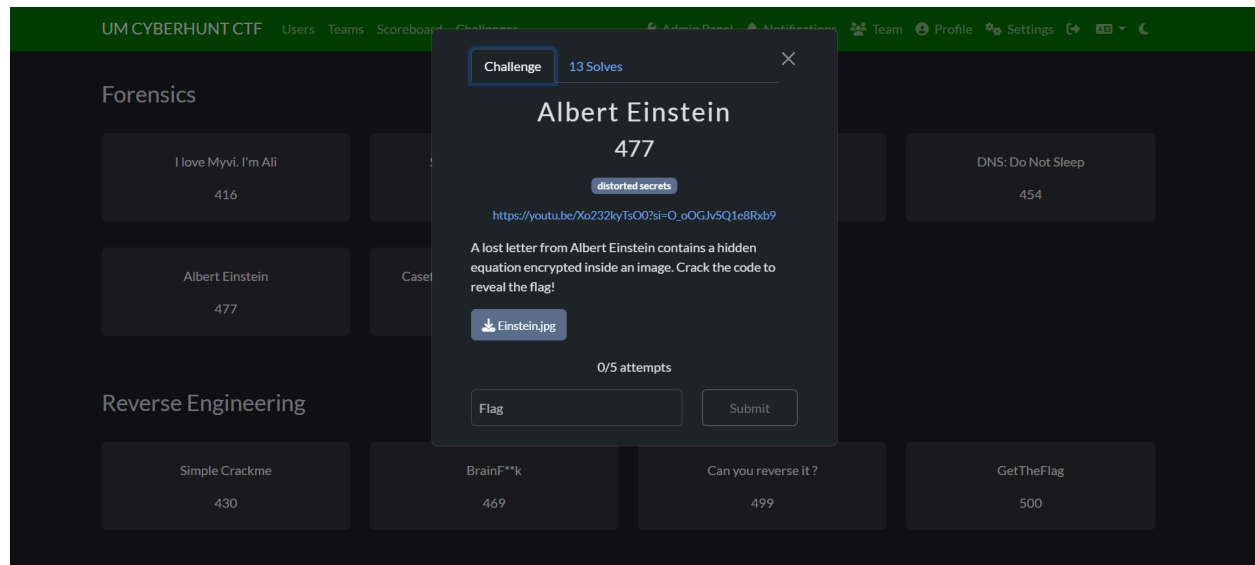 UM CYBERHUNT CTF Users Teams Scoreboard Challenges Admin Panel Notifications Team Profile Settings
Challenge 13 Solves
Forensics
Albert Einstein
477
distorted secrets
https://youtu.be/Xo232kyTsO0?si=O_oOGJvSQ1e8Rxb9
A lost letter from Albert Einstein contains a hidden
equation encrypted inside an image. Crack the code to
reveal the flag!
Einstein.jpg
0/5 attempts
Flag Submit
I love Myvi. I'm Ali
416
DNS: Do Not Sleep
454
Albert Einstein
477
Reverse Engineering
Simple Crackme
430
BrainF**k
469
Can you reverse it ?
499
GetTheFlag
500